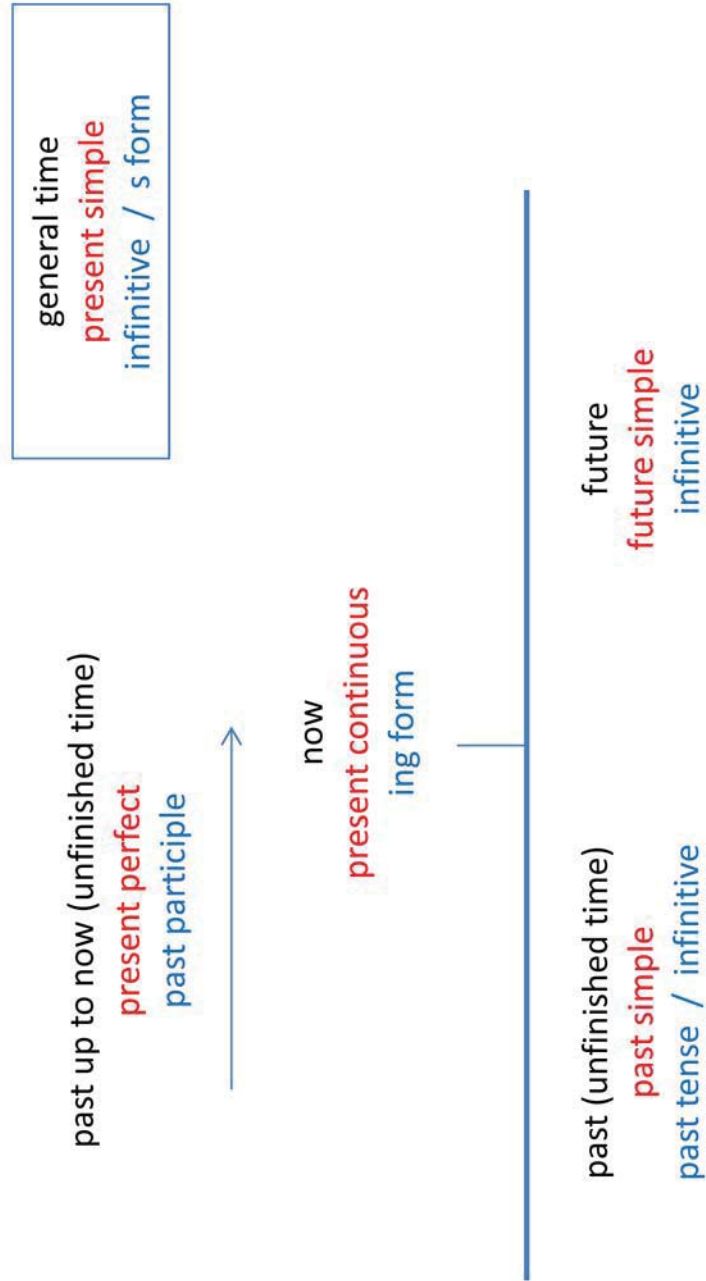 general time
present simple
infinitive / s form
past up to now (unfinished time)
present perfect
past participle
now
present continuous
ing form
past (unfinished time)
past simple
past tense / infinitive
future
future simple
infinitive